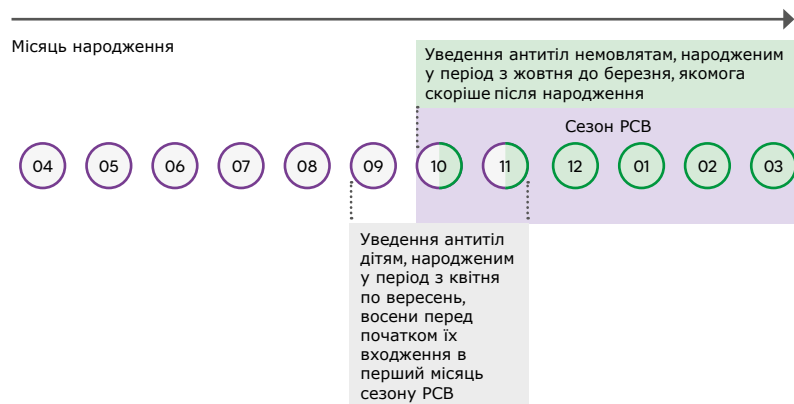 Місяць народження
Уведення антитіл немовлятам, народженим
у період з жовтня до березня, якомога
скоріше після народження
Сезон РСВ
04 05 06 07 08 09 10 11 12 01 02 03
Уведення антитіл
дітям, народженим
у період з квітня
по вересень,
восени перед
початком їх
входження в
перший місяць
сезону РСВ